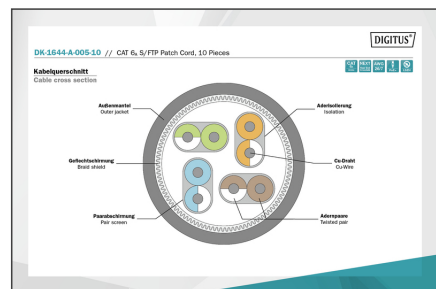 DIGITUS®
DK-1644-A-005-10 // CAT 6A S/FTP Patch Cord, 10 Pieces
Kabelquerschnitt
Cable cross section
Außenmantel
Outer jacket
Aderisolierung
Isolation
Geflechtschirmung
Braid shield
Cu-Draht
Cu-Wire
Paarabschirmung
Pair screen
Adernpaare
Twisted pair